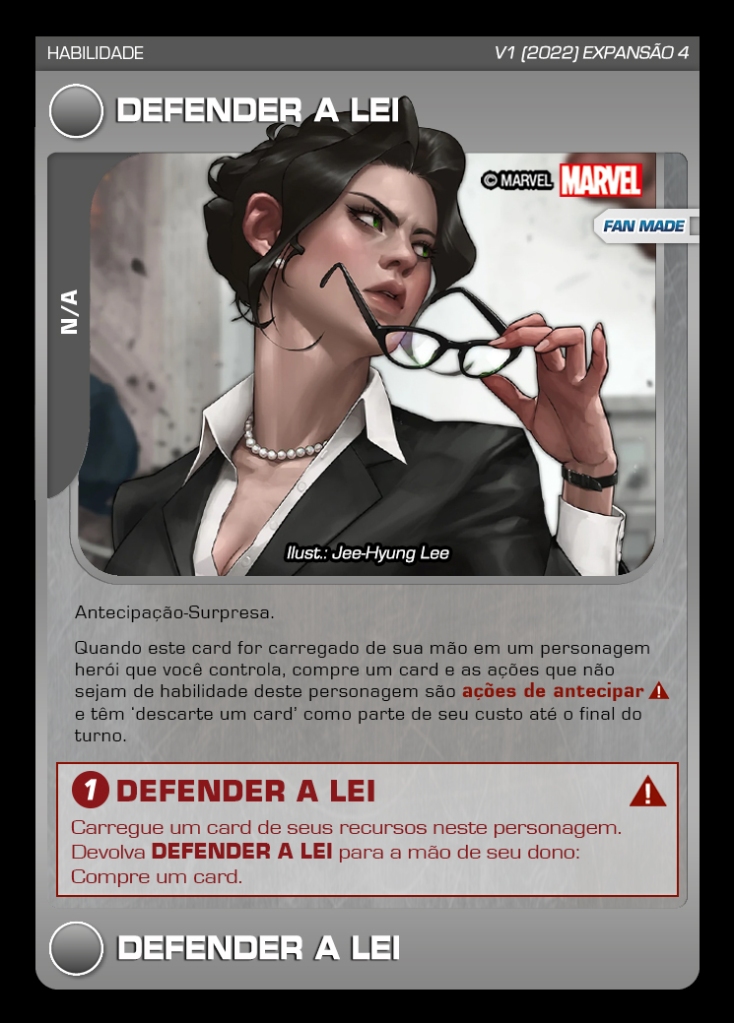 HABILIDADE
V1 (2022) EXPANSÃO 4
DEFENDER A LEI
© MARVEL MARVEL
FAN MADE
N/A
Ilust.: Jee-Hyung Lee
Antecipação-Surpresa.
Quando este card for carregado de sua mão em um personagem
herói que você controla, compre um card e as ações que não
sejam de habilidade deste personagem são ações de antecipar
e têm 'descarte um card' como parte de seu custo até o final do
turno.
1 DEFENDER A LEI
Carregue um card de seus recursos neste personagem.
Devolva DEFENDER A LEI para a mão de seu dono:
Compre um card.
DEFENDER A LEI